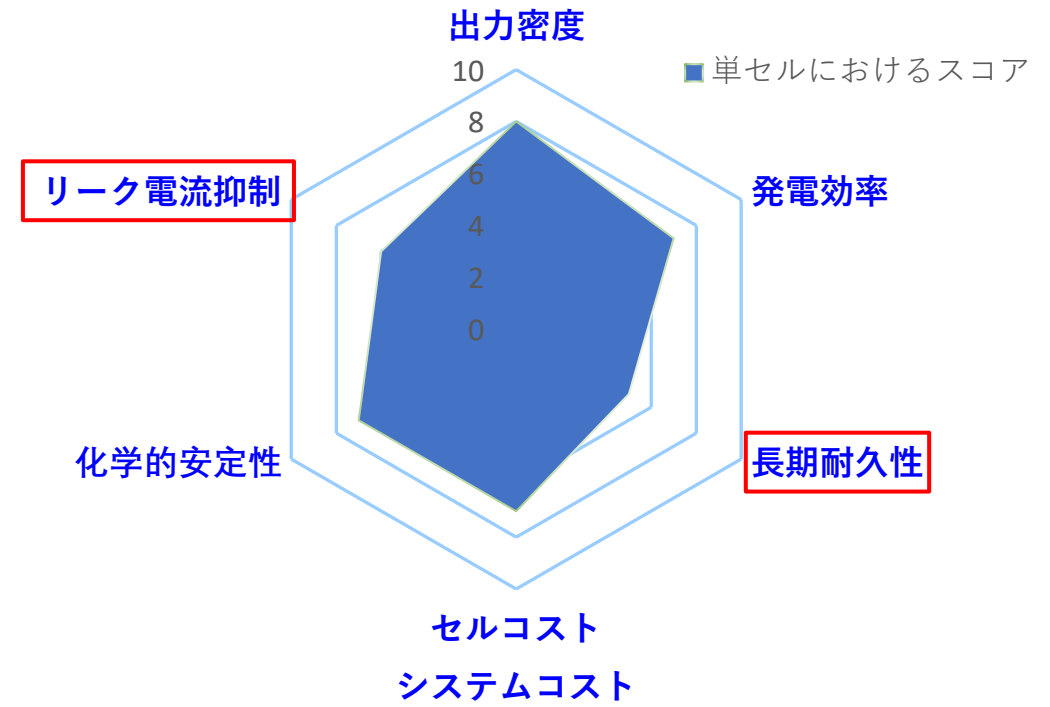 出力密度
単セルにおけるスコア
10
8
6
4
2
0
リーク電流抑制
発電効率
化学的安定性
長期耐久性
セルコスト
システムコスト